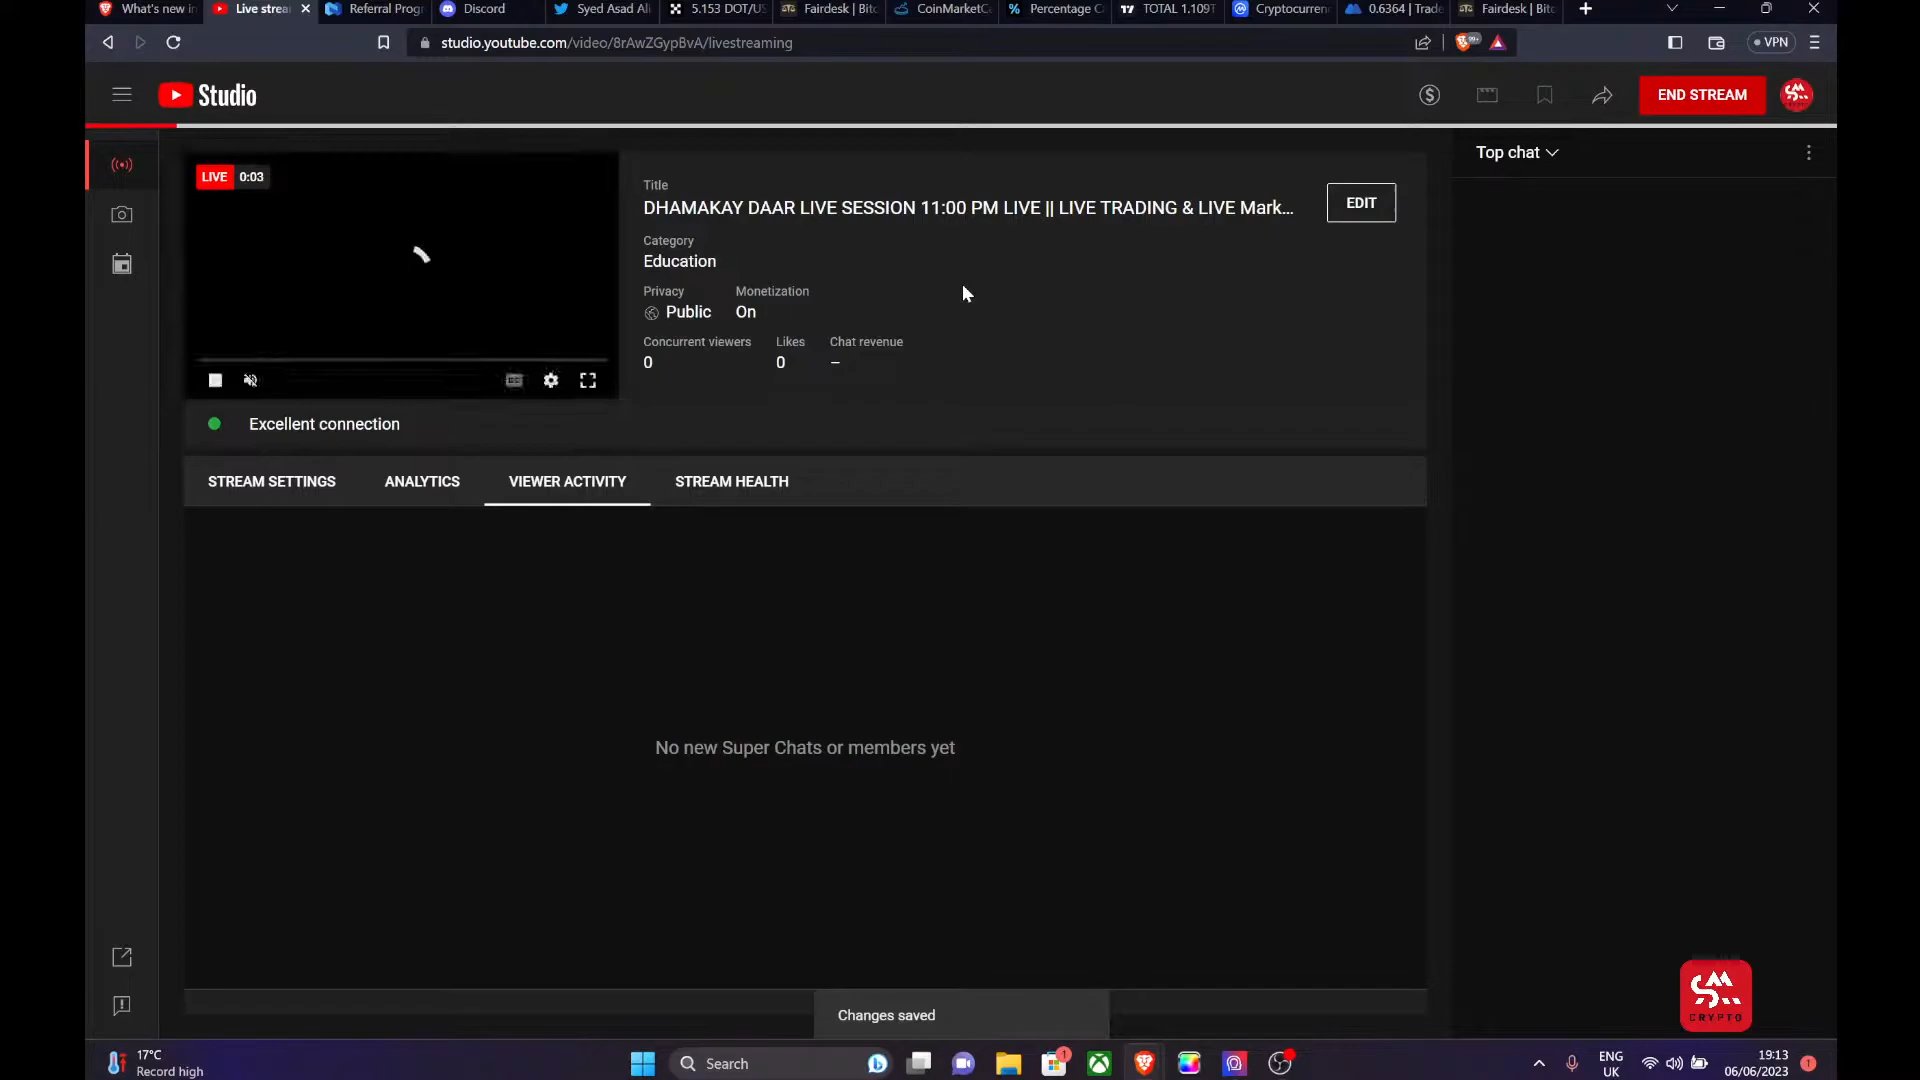 What's new in
Live strea
Referral Prog
Discord
Syed Asad Ali
5.153 DOT/US
Fairdesk | Bitc
CoinMarketCa
Percentage C
TOTAL 1.109T
Cryptocurren
0.6364 | Trade
Fairdesk | Bitc
studio.youtube.com/video/8rAwZGypBvA/livestreaming
99+
VPN
Studio
END STREAM
LIVE 0:03
Title
DHAMAKAY DAAR LIVE SESSION 11:00 PM LIVE || LIVE TRADING & LIVE Mark...
EDIT
Category
Education
Privacy
Public
Monetization
On
Concurrent viewers
0
Likes
0
Chat revenue
–
Top chat
Excellent connection
STREAM SETTINGS
ANALYTICS
VIEWER ACTIVITY
STREAM HEALTH
No new Super Chats or members yet
Changes saved
CRYPTO
17°C
Record high
Search
1
ENG
UK
19:13
06/06/2023
1